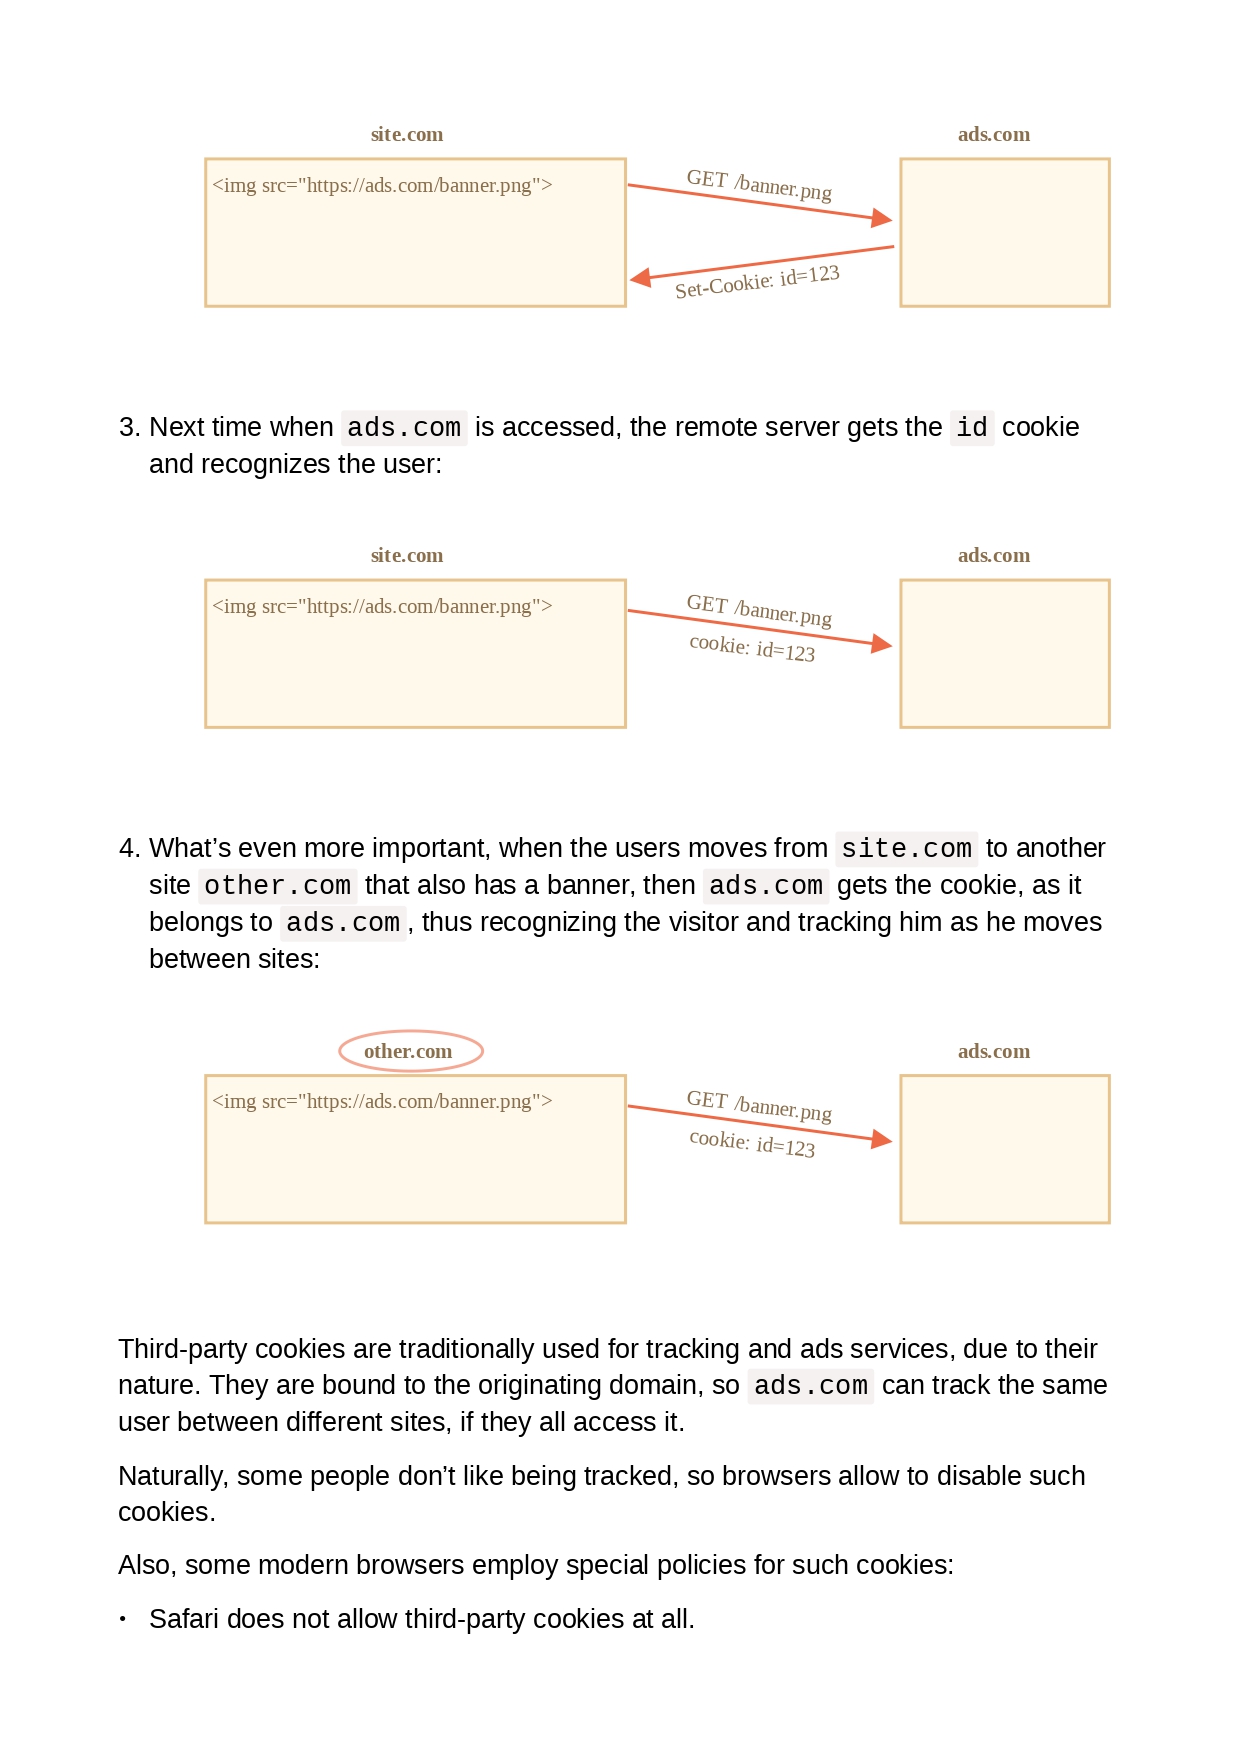 site.com
ads.com
<img src="https://ads.com/banner.png">
GET /banner.png
Set-Cookie: id=123
3. Next time when ads.com is accessed, the remote server gets the id cookie
and recognizes the user:
site.com
ads.com
<img src="https://ads.com/banner.png">
GET /banner.png
cookie: id=123
4. What’s even more important, when the users moves from site.com to another
site other.com that also has a banner, then ads.com gets the cookie, as it
belongs to ads.com, thus recognizing the visitor and tracking him as he moves
between sites:
other.com
ads.com
<img src="https://ads.com/banner.png">
GET /banner.png
cookie: id=123
Third-party cookies are traditionally used for tracking and ads services, due to their
nature. They are bound to the originating domain, so ads.com can track the same
user between different sites, if they all access it.
Naturally, some people don’t like being tracked, so browsers allow to disable such
cookies.
Also, some modern browsers employ special policies for such cookies:
• Safari does not allow third-party cookies at all.